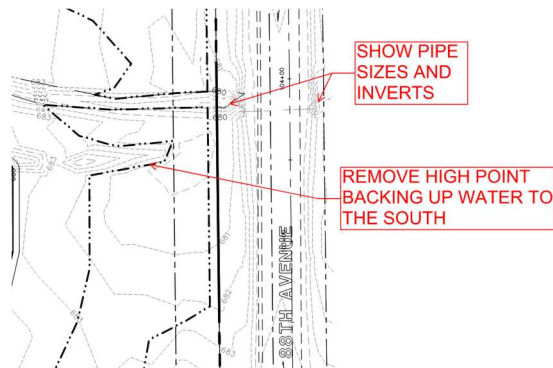 SHOW PIPE
SIZES AND
INVERTS
REMOVE HIGH POINT
BACKING UP WATER TO
THE SOUTH
88TH AVENUE
680
680
683
683
681
682
683